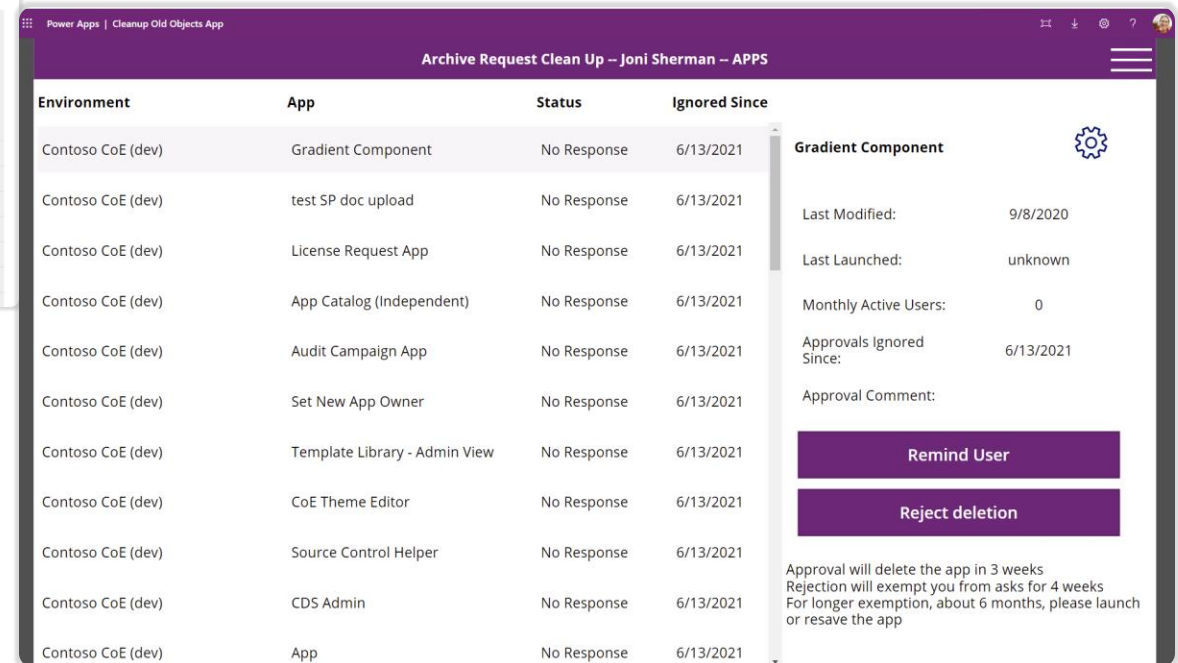 Power Apps | Cleanup Old Objects App
?
Archive Request Clean Up -- Joni Sherman -- APPS
Environment App Status Ignored Since
Contoso CoE (dev) Gradient Component No Response 6/13/2021
Contoso CoE (dev) test SP doc upload No Response 6/13/2021
Contoso CoE (dev) License Request App No Response 6/13/2021
Contoso CoE (dev) App Catalog (Independent) No Response 6/13/2021
Contoso CoE (dev) Audit Campaign App No Response 6/13/2021
Contoso CoE (dev) Set New App Owner No Response 6/13/2021
Contoso CoE (dev) Template Library - Admin View No Response 6/13/2021
Contoso CoE (dev) CoE Theme Editor No Response 6/13/2021
Contoso CoE (dev) Source Control Helper No Response 6/13/2021
Contoso CoE (dev) CDS Admin No Response 6/13/2021
Contoso CoE (dev) App No Response 6/13/2021
Gradient Component
Last Modified: 9/8/2020
Last Launched: unknown
Monthly Active Users: 0
Approvals Ignored
Since: 6/13/2021
Approval Comment:
Remind User
Reject deletion
Approval will delete the app in 3 weeks
Rejection will exempt you from asks for 4 weeks
For longer exemption, about 6 months, please launch
or resave the app